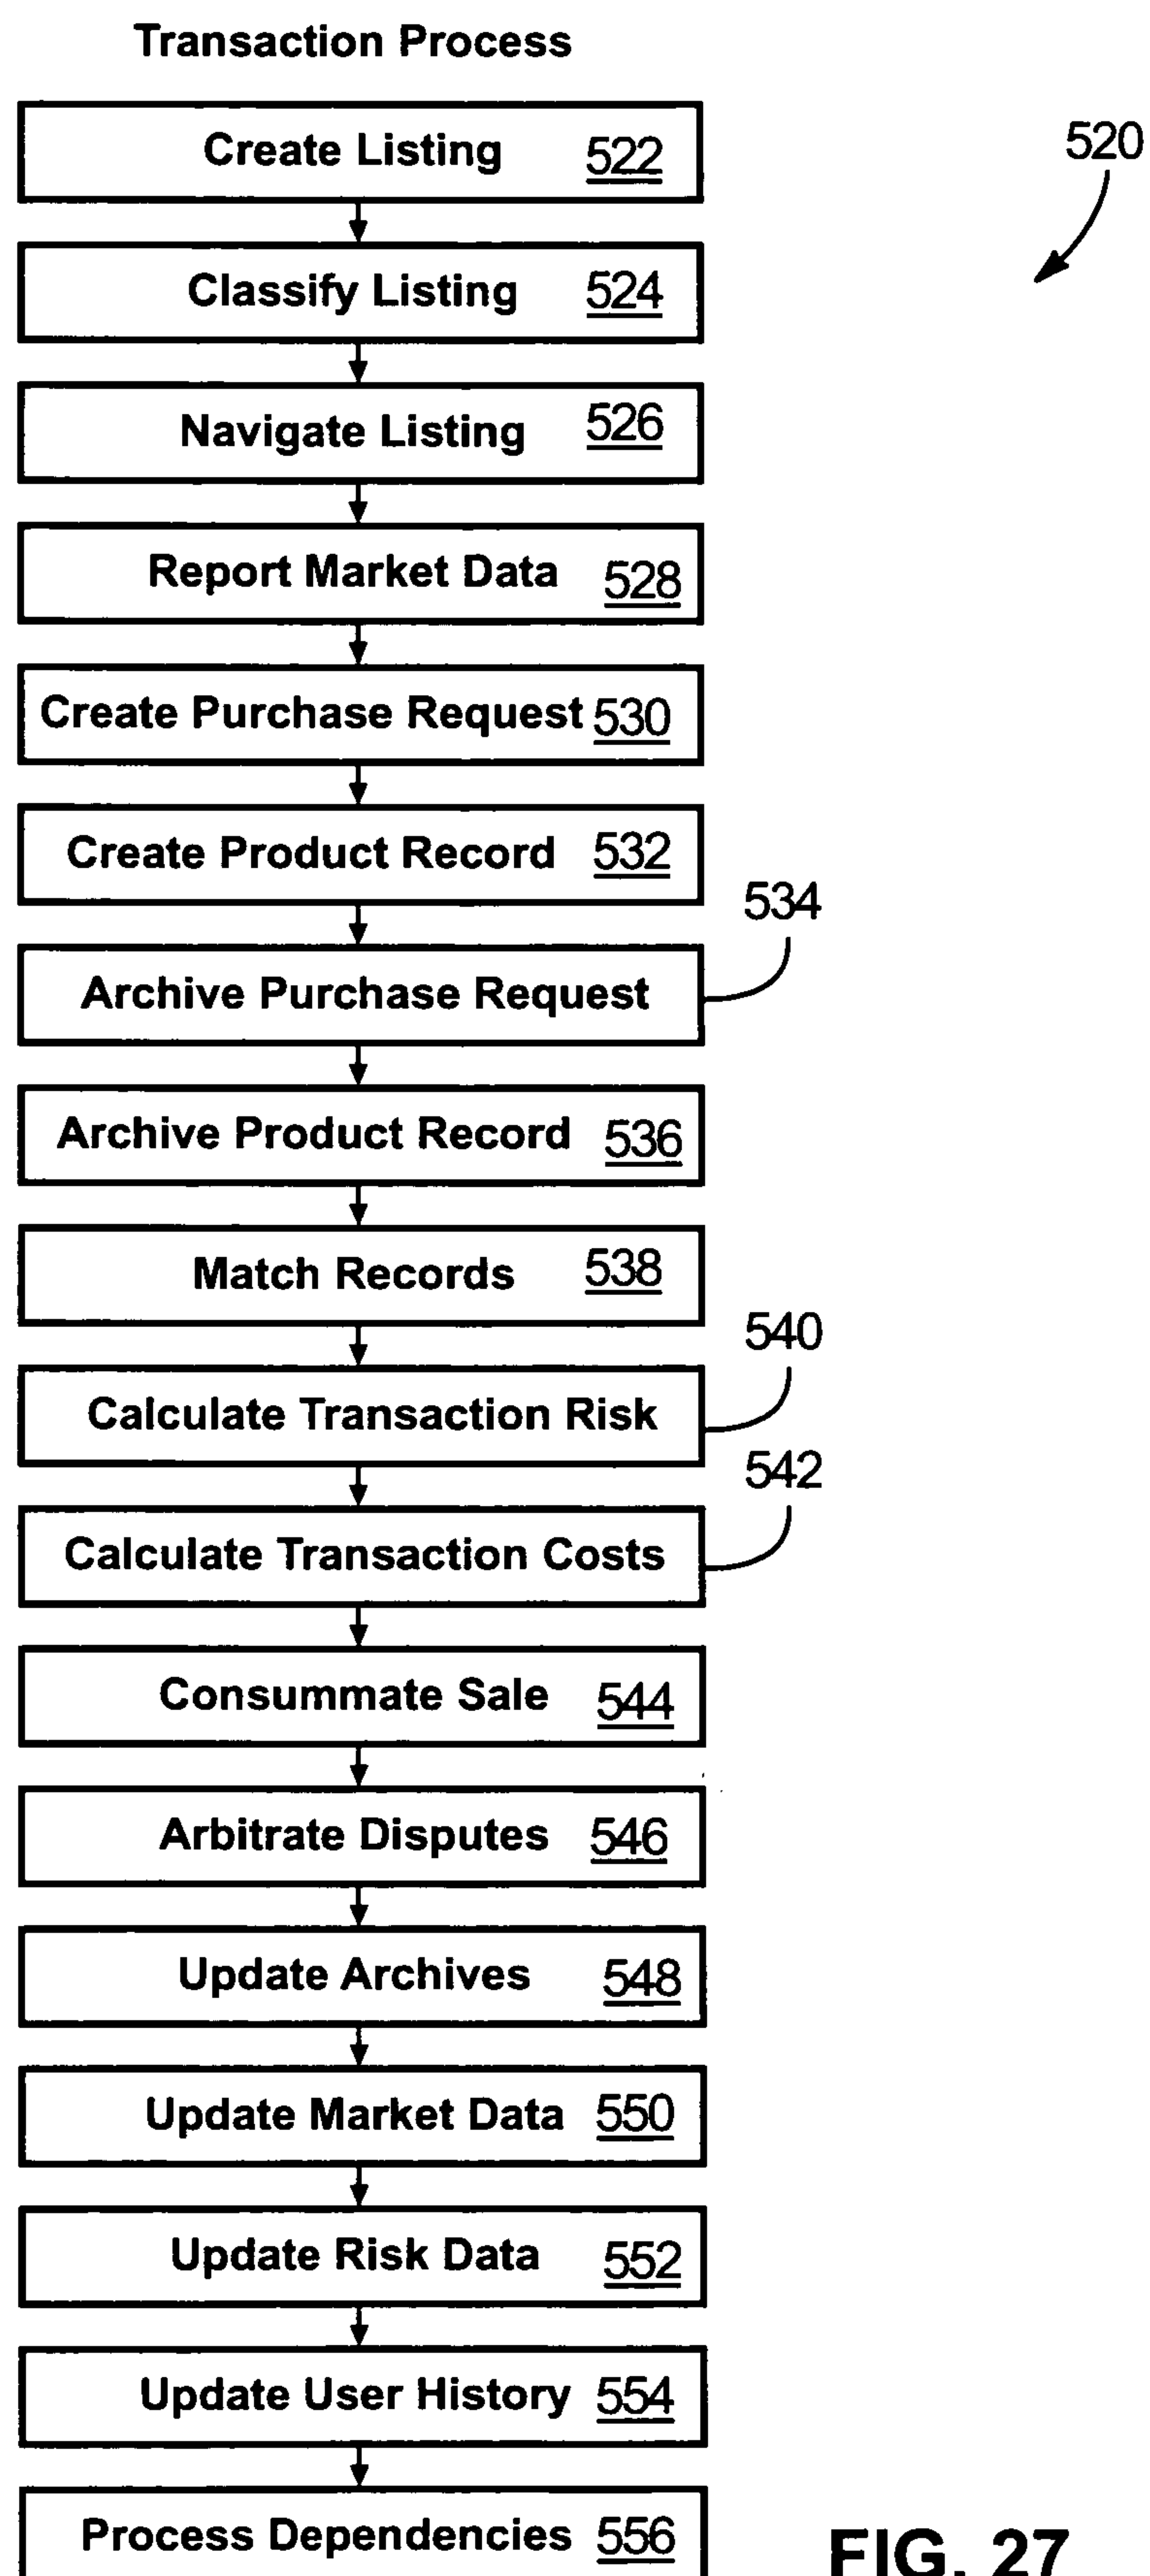 Transaction Process
520
Create Listing 522
Classify Listing 524
Navigate Listing 526
Report Market Data 528
Create Purchase Request 530
Create Product Record 532
534
Archive Purchase Request
Archive Product Record 536
Match Records 538
540
Calculate Transaction Risk
542
Calculate Transaction Costs
Consummate Sale 544
Arbitrate Disputes 546
Update Archives 548
Update Market Data 550
Update Risk Data 552
Update User History 554
Process Dependencies 556
FIG. 27